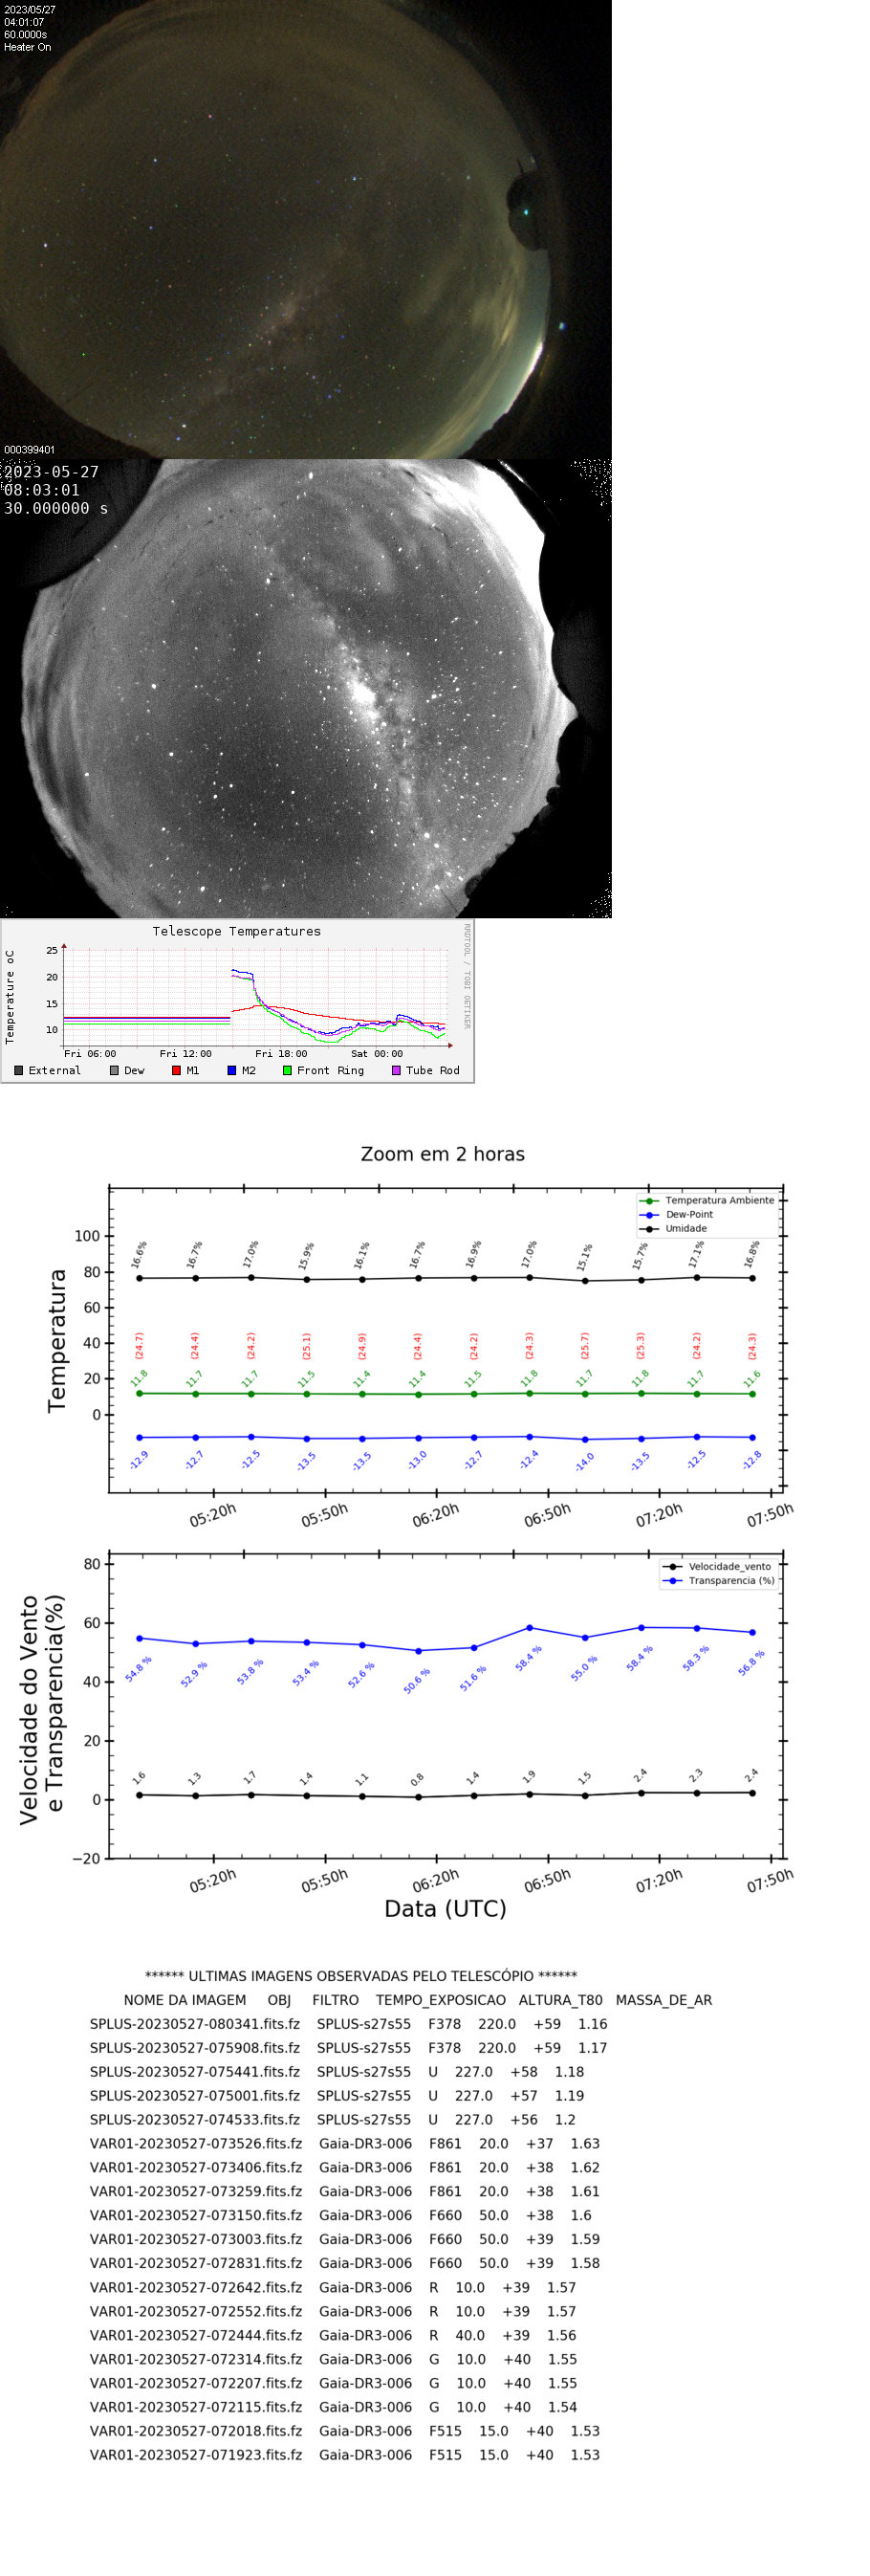 2023/05/27
04:01:07
60.0000s
Heater On
000399401
2023-05-27
08:03:01
30.000000 s
Telescope Temperatures
Temperature oC
25
20
15
10
Fri 06:00 Fri 12:00 Fri 18:00 Sat 00:00
External Dew M1 M2 Front Ring Tube Rod
RRDTOOL / TOBI OETIKER
Zoom em 2 horas
Temperatura
Temperatura Ambiente
Dew-Point
Umidade
100
80
60
40
20
0
16.6% 16.7% 17.0% 15.9% 16.1% 16.7% 16.9% 17.0% 15.1% 15.7% 17.1% 16.8%
(24.7) (24.4) (24.2) (25.1) (24.9) (24.4) (24.2) (24.3) (25.7) (25.3) (24.2) (24.3)
11.8 11.7 11.7 11.5 11.4 11.4 11.5 11.8 11.7 11.8 11.7 11.6
-12.9 -12.7 -12.5 -13.5 -13.5 -13.0 -12.7 -12.4 -14.0 -13.5 -12.5 -12.8
05:20h 05:50h 06:20h 06:50h 07:20h 07:50h
Velocidade do Vento
e Transparencia(%)
Velocidade_vento
Transparencia (%)
80
60
40
20
0
−20
54.8 % 52.9 % 53.8 % 53.4 % 52.6 % 50.6 % 51.6 % 58.4 % 55.0 % 58.4 % 58.3 % 56.8 %
1.6 1.3 1.7 1.4 1.1 0.8 1.4 1.9 1.5 2.4 2.3 2.4
05:20h 05:50h 06:20h 06:50h 07:20h 07:50h
Data (UTC)
****** ULTIMAS IMAGENS OBSERVADAS PELO TELESCÓPIO ******
NOME DA IMAGEM OBJ FILTRO TEMPO_EXPOSICAO ALTURA_T80 MASSA_DE_AR
SPLUS-20230527-080341.fits.fz SPLUS-s27s55 F378 220.0 +59 1.16
SPLUS-20230527-075908.fits.fz SPLUS-s27s55 F378 220.0 +59 1.17
SPLUS-20230527-075441.fits.fz SPLUS-s27s55 U 227.0 +58 1.18
SPLUS-20230527-075001.fits.fz SPLUS-s27s55 U 227.0 +57 1.19
SPLUS-20230527-074533.fits.fz SPLUS-s27s55 U 227.0 +56 1.2
VAR01-20230527-073526.fits.fz Gaia-DR3-006 F861 20.0 +37 1.63
VAR01-20230527-073406.fits.fz Gaia-DR3-006 F861 20.0 +38 1.62
VAR01-20230527-073259.fits.fz Gaia-DR3-006 F861 20.0 +38 1.61
VAR01-20230527-073150.fits.fz Gaia-DR3-006 F660 50.0 +38 1.6
VAR01-20230527-073003.fits.fz Gaia-DR3-006 F660 50.0 +39 1.59
VAR01-20230527-072831.fits.fz Gaia-DR3-006 F660 50.0 +39 1.58
VAR01-20230527-072642.fits.fz Gaia-DR3-006 R 10.0 +39 1.57
VAR01-20230527-072552.fits.fz Gaia-DR3-006 R 10.0 +39 1.57
VAR01-20230527-072444.fits.fz Gaia-DR3-006 R 40.0 +39 1.56
VAR01-20230527-072314.fits.fz Gaia-DR3-006 G 10.0 +40 1.55
VAR01-20230527-072207.fits.fz Gaia-DR3-006 G 10.0 +40 1.55
VAR01-20230527-072115.fits.fz Gaia-DR3-006 G 10.0 +40 1.54
VAR01-20230527-072018.fits.fz Gaia-DR3-006 F515 15.0 +40 1.53
VAR01-20230527-071923.fits.fz Gaia-DR3-006 F515 15.0 +40 1.53